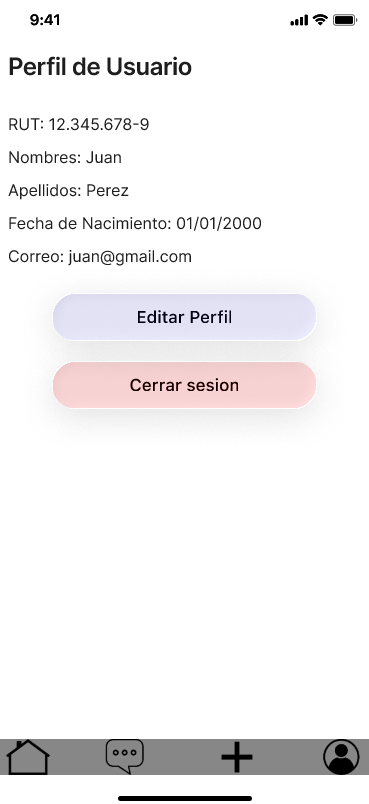 9:41
Perfil de Usuario
RUT: 12.345.678-9
Nombres: Juan
Apellidos: Perez
Fecha de Nacimiento: 01/01/2000
Correo: juan@gmail.com
Editar Perfil
Cerrar sesion